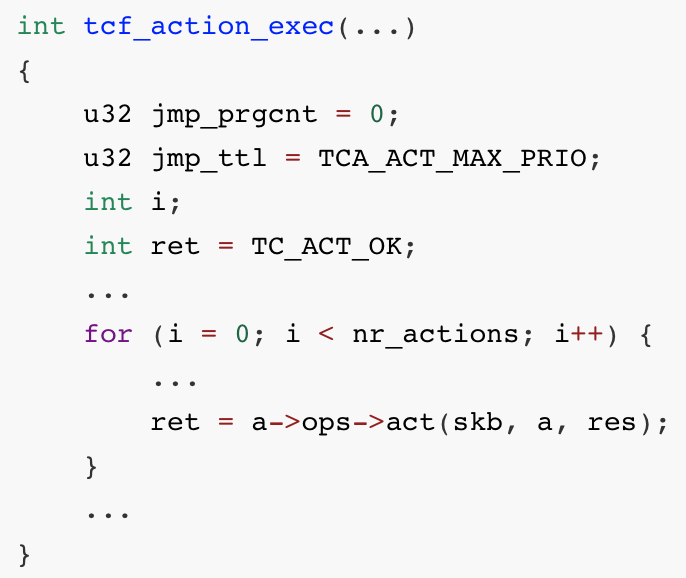 int tcf_action_exec(...)
{
    u32 jmp_prgcnt = 0;
    u32 jmp_ttl = TCA_ACT_MAX_PRIO;
    int i;
    int ret = TC_ACT_OK;
    ...
    for (i = 0; i < nr_actions; i++) {
        ...
        ret = a->ops->act(skb, a, res);
    }
    ...
}